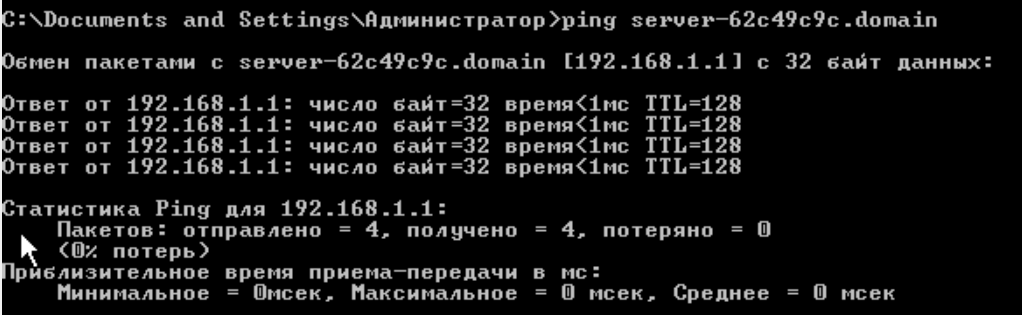 C:\Documents and Settings\Администратор>ping server-62c49c9c.domain
Обмен пакетами с server-62c49c9c.domain [192.168.1.1] с 32 байт данных:
Ответ от 192.168.1.1: число байт=32 время<1мс TTL=128
Ответ от 192.168.1.1: число байт=32 время<1мс TTL=128
Ответ от 192.168.1.1: число байт=32 время<1мс TTL=128
Ответ от 192.168.1.1: число байт=32 время<1мс TTL=128
Статистика Ping для 192.168.1.1:
Пакетов: отправлено = 4, получено = 4, потеряно = 0
(0% потерь)
Приблизительное время приема-передачи в мс:
Минимальное = 0мсек, Максимальное = 0 мсек, Среднее = 0 мсек